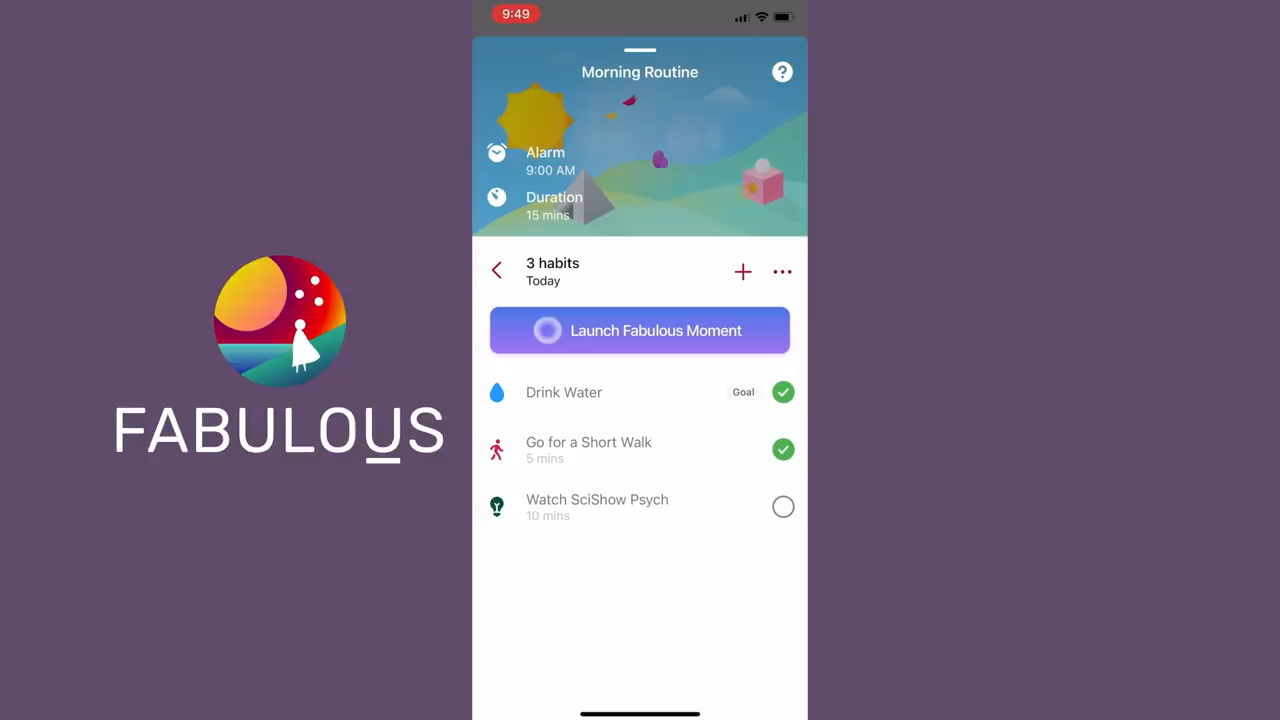 9:49
Morning Routine
?
Alarm
9:00 AM
Duration
15 mins
3 habits
Today
Launch Fabulous Moment
Drink Water
Goal
Go for a Short Walk
5 mins
Watch SciShow Psych
10 mins
FABULOUS